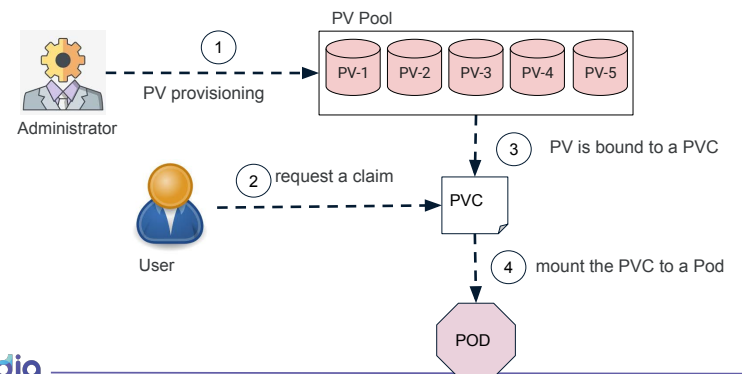 PV Pool
1
PV-1 PV-2 PV-3 PV-4 PV-5
PV provisioning
Administrator
3 PV is bound to a PVC
2 request a claim
PVC
User
4 mount the PVC to a Pod
POD